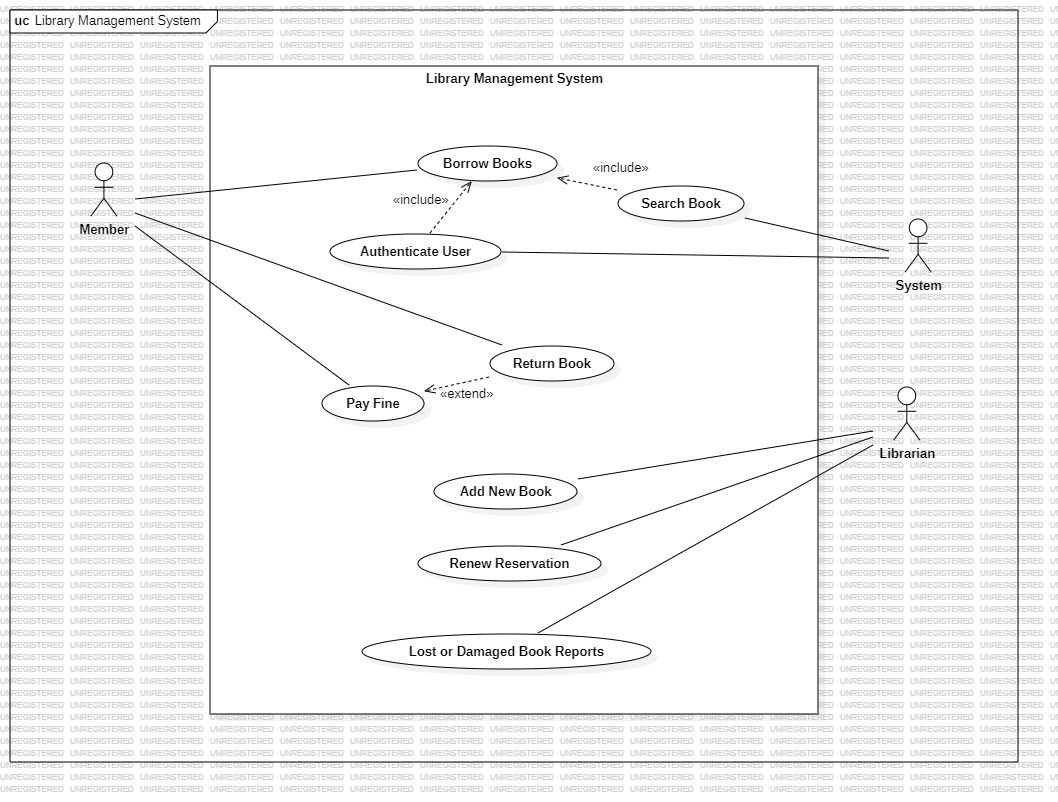 uc Library Management System
Library Management System
Borrow Books
«include»
Search Book
«include»
Member
Authenticate User
System
Return Book
«extend»
Pay Fine
Librarian
Add New Book
Renew Reservation
Lost or Damaged Book Reports
UNREGISTERED